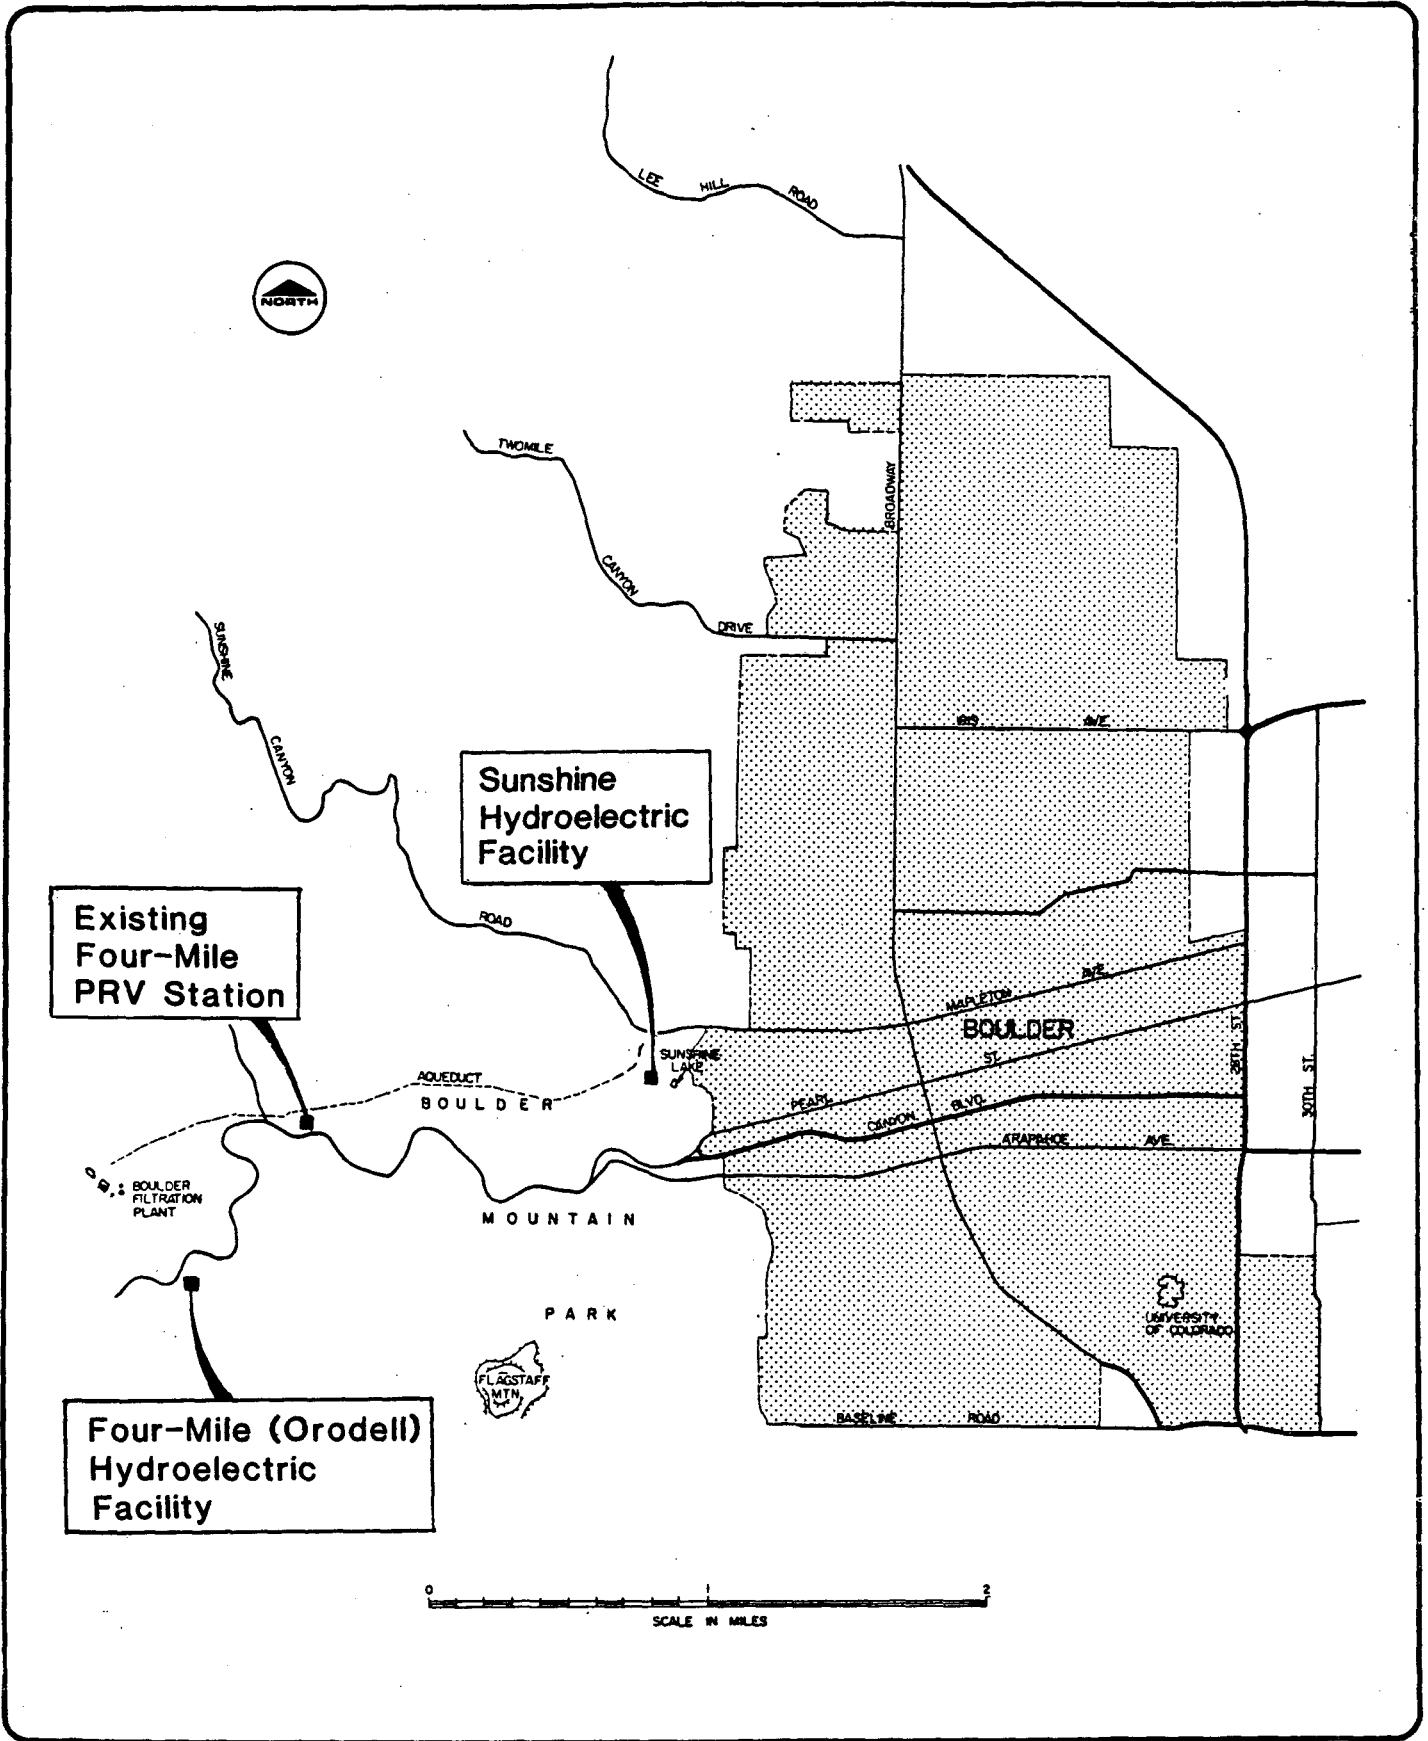 LEE HILL ROAD
NORTH
TWOMILE
CANYON
DRIVE
BROADWAY
SUNSHINE
CANYON
ROAD
IRIS AVE.
Sunshine
Hydroelectric
Facility
Existing
Four-Mile
PRV Station
MAPLETON AVE.
BOULDER
SUNSHINE
LAKE
PEARL ST.
28TH ST.
30TH ST.
AQUEDUCT
BOULDER
CANYON BLVD.
ARAPAHOE AVE.
BOULDER
FILTRATION
PLANT
MOUNTAIN
PARK
UNIVERSITY
OF COLORADO
FLAGSTAFF
MTN.
BASELINE ROAD
Four-Mile (Orodell)
Hydroelectric
Facility
0 1 2
SCALE IN MILES